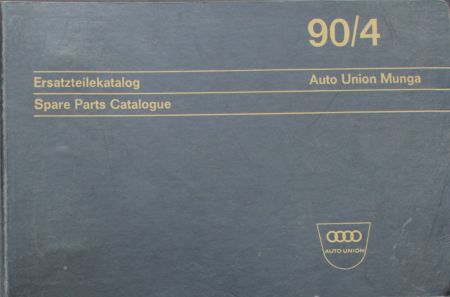 90/4
Ersatzteilekatalog Auto Union Munga
Spare Parts Catalogue
AUTO UNION